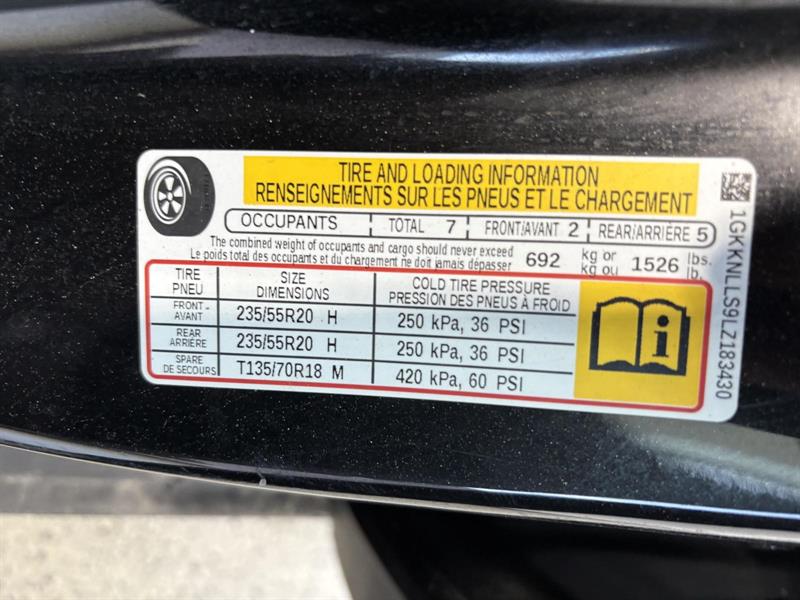 TIRE AND LOADING INFORMATION
RENSEIGNEMENTS SUR LES PNEUS ET LE CHARGEMENT
OCCUPANTS TOTAL 7 FRONT/AVANT 2 REAR/ARRIÈRE 5
The combined weight of occupants and cargo should never exceed 692 kg or 1526 lbs.
Le poids total des occupants et du chargement ne doit jamais dépasser kg ou lb.
TIRE PNEU SIZE DIMENSIONS COLD TIRE PRESSURE PRESSION DES PNEUS À FROID
FRONT-AVANT 235/55R20 H 250 kPa, 36 PSI
REAR ARRIÈRE 235/55R20 H 250 kPa, 36 PSI
SPARE DE SECOURS T135/70R18 M 420 kPa, 60 PSI
i
1GKKNLLS9LZ183430